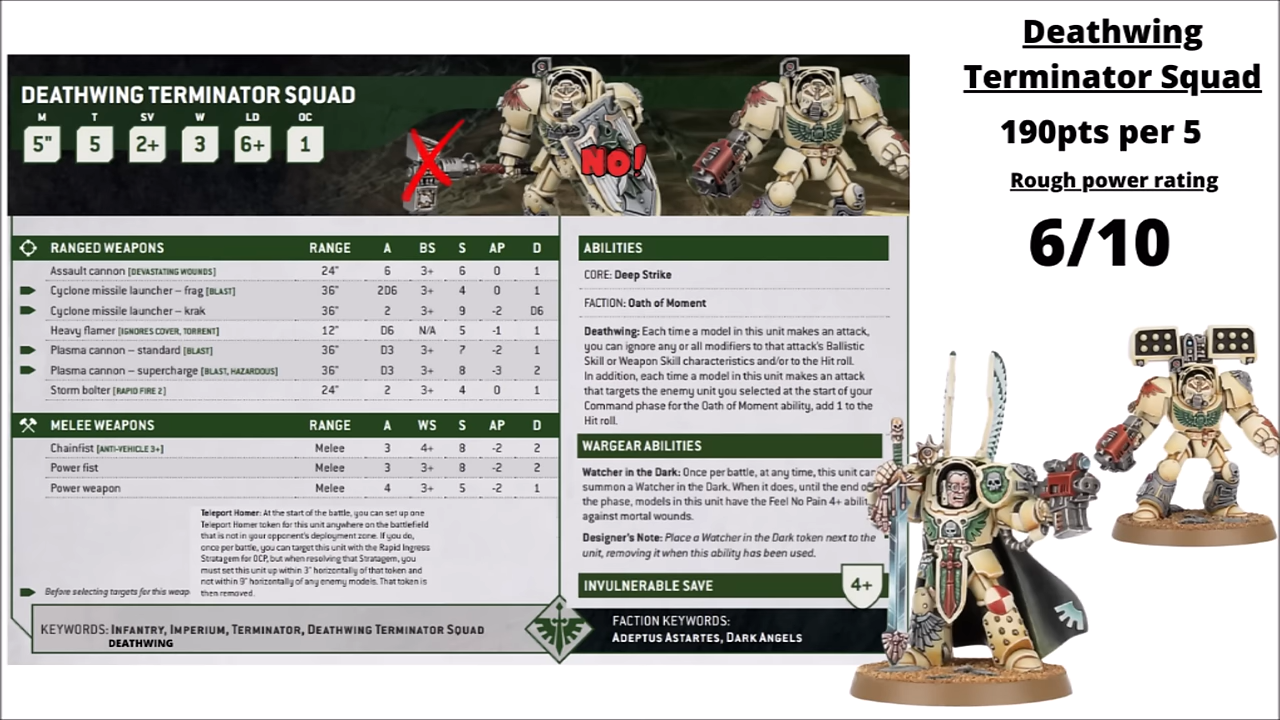 Deathwing
Terminator Squad
190pts per 5
Rough power rating
6/10
DEATHWING TERMINATOR SQUAD
M T SV W LD OC
5" 5 2+ 3 6+ 1
NO!
RANGED WEAPONS RANGE A BS S AP D
Assault cannon [DEVASTATING WOUNDS] 24" 6 3+ 6 0 1
Cyclone missile launcher – frag [BLAST] 36" 2D6 3+ 4 0 1
Cyclone missile launcher – krak 36" 2 3+ 9 -2 D6
Heavy flamer [IGNORES COVER, TORRENT] 12" D6 N/A 5 -1 1
Plasma cannon – standard [BLAST] 36" D3 3+ 7 -2 1
Plasma cannon – supercharge [BLAST, HAZARDOUS] 36" D3 3+ 8 -3 2
Storm bolter [RAPID FIRE 2] 24" 2 3+ 4 0 1
MELEE WEAPONS RANGE A WS S AP D
Chainfist [ANTI-VEHICLE 3+] Melee 3 4+ 8 -2 2
Power fist Melee 3 3+ 8 -2 2
Power weapon Melee 4 3+ 5 -2 1
Teleport Homer: At the start of the battle, you can set up one
Teleport Homer token for this unit anywhere on the battlefield
that is not in your opponent's deployment zone. If you do,
once per battle, you can target this unit with the Rapid Ingress
Stratagem for 0CP, but when resolving that Stratagem, you
must set this unit up within 3" horizontally of that token and
not within 9" horizontally of any enemy models. That token is
then removed.
Before selecting targets for this weap
ABILITIES
CORE: Deep Strike
FACTION: Oath of Moment
Deathwing: Each time a model in this unit makes an attack,
you can ignore any or all modifiers to that attack's Ballistic
Skill or Weapon Skill characteristics and/or to the Hit roll.
In addition, each time a model in this unit makes an attack
that targets the enemy unit you selected at the start of your
Command phase for the Oath of Moment ability, add 1 to the
Hit roll.
WARGEAR ABILITIES
Watcher in the Dark: Once per battle, at any time, this unit can
summon a Watcher in the Dark. When it does, until the end of
the phase, models in this unit have the Feel No Pain 4+ abilit
against mortal wounds.
Designer's Note: Place a Watcher in the Dark token next to the
unit, removing it when this ability has been used.
INVULNERABLE SAVE 4+
KEYWORDS: INFANTRY, IMPERIUM, TERMINATOR, DEATHWING TERMINATOR SQUAD
DEATHWING
FACTION KEYWORDS:
ADEPTUS ASTARTES, DARK ANGELS